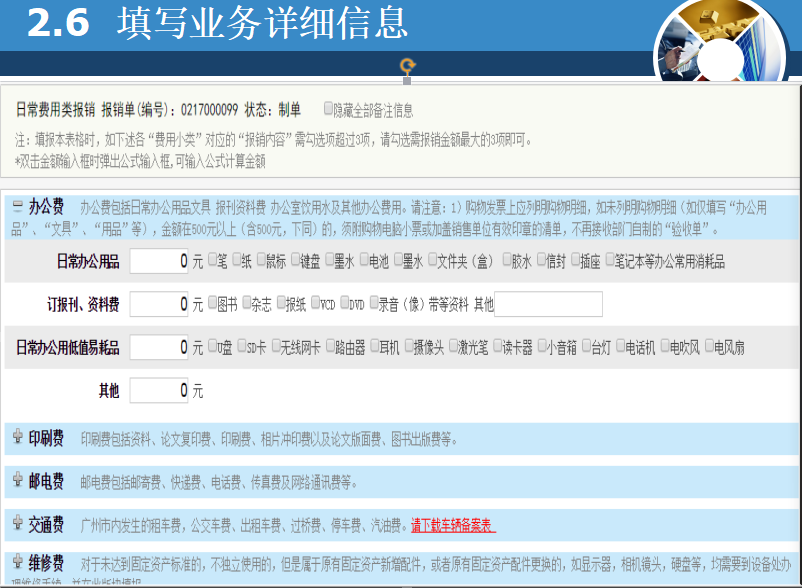 2.6 填写业务详细信息
日常费用类报销 报销单(编号)：0217000099 状态：制单 隐藏全部备注信息
注：填报本表格时，如下述各“费用小类”对应的“报销内容”需勾选项超过3项，请勾选需报销金额最大的3项即可。
*双击金额输入框时弹出公式输入框,可输入公式计算金额
办公费 办公费包括日常办公用品文具 报刊资料费 办公室饮用水及其他办公费用。请注意：1）购物发票上应列明购物明细，如未列明购物明细（如仅填写“办公用
品”、“文具”、“用品”等），金额在500元以上（含500元，下同）的，须附购物电脑小票或加盖销售单位有效印章的清单，不再接收部门自制的“验收单”。
日常办公用品 0 元 笔 纸 鼠标 键盘 墨水 电池 墨水 文件夹（盒） 胶水 信封 插座 笔记本等办公常用消耗品
订报刊、资料费 0 元 图书 杂志 报纸 VCD DVD 录音（像）带等资料 其他
日常办公用低值易耗品 0 元 U盘 SD卡 无线网卡 路由器 耳机 摄像头 激光笔 读卡器 小音箱 台灯 电话机 电吹风 电风扇
其他 0 元
印刷费 印刷费包括资料、论文复印费、印刷费、相片冲印费以及论文版面费、图书出版费等。
邮电费 邮电费包括邮寄费、快递费、电话费、传真费及网络通讯费等。
交通费 广州市内发生的租车费，公交车费、出租车费、过桥费、停车费、汽油费。请下载车辆备案表
维修费 对于未达到固定资产标准的，不独立使用的，但是属于原有固定资产新增配件，或者原有固定资产配件更换的，如显示器，相机镜头，硬盘等，均需要到设备处办